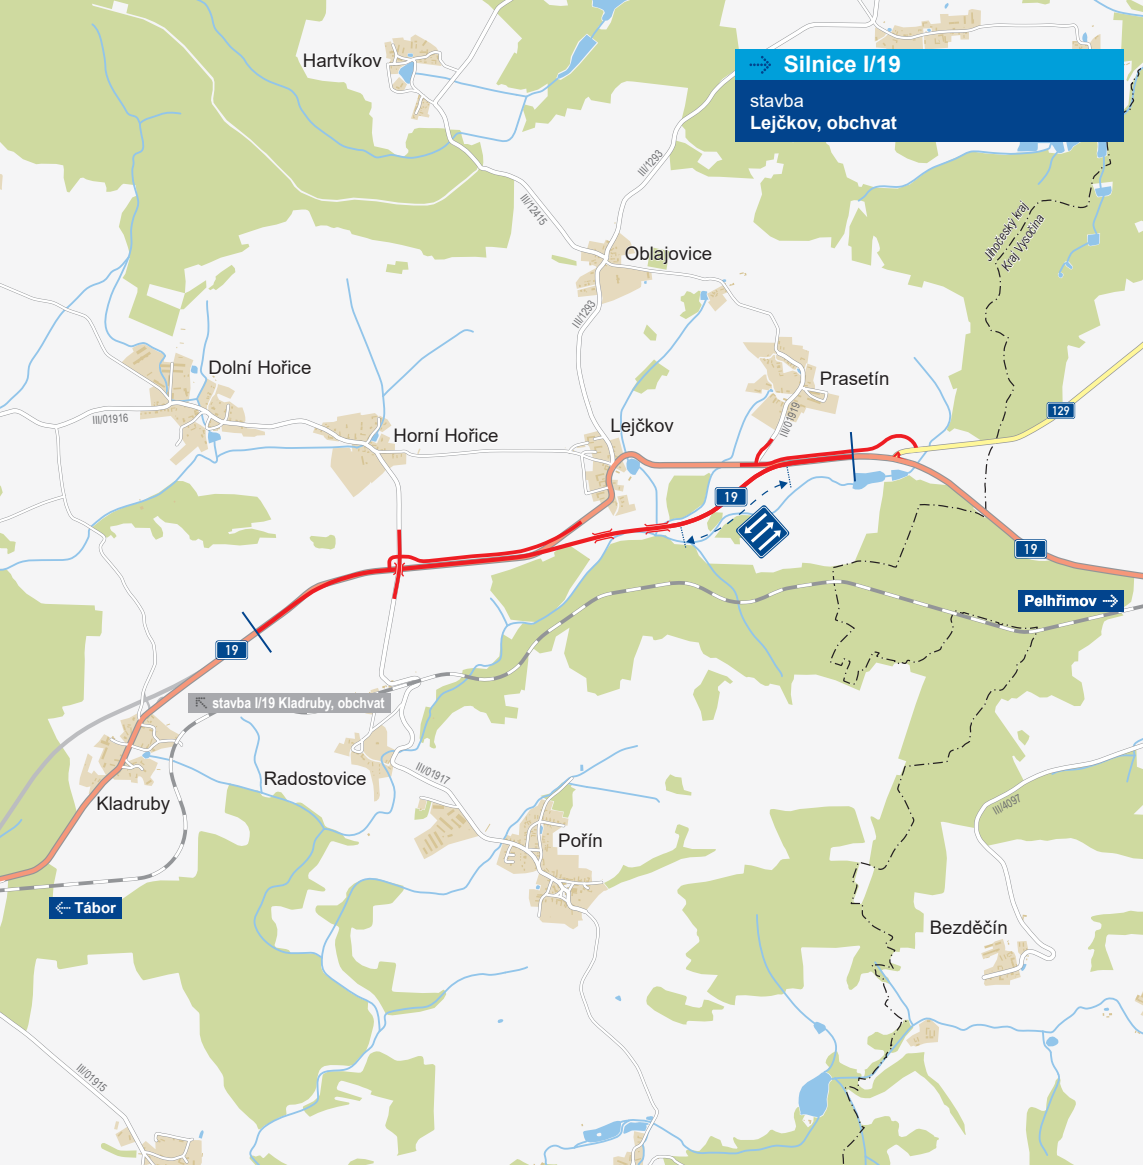 Silnice I/19
stavba
Lejčkov, obchvat
Hartvíkov
III/1293
III/12415
Jihočeský kraj
Kraj Vysočina
Oblajovice
III/1293
Dolní Hořice
Prasetín
III/01916
129
III/01919
Horní Hořice
Lejčkov
19
19
Pelhřimov
19
stavba I/19 Kladruby, obchvat
Radostovice
III/01917
Kladruby
III/4097
Pořín
Tábor
Bezděčín
III/01915